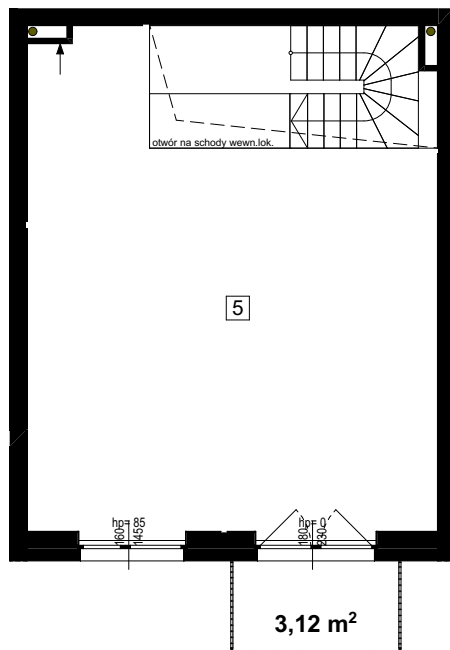 otwór na schody wewn.lok.
5
hp= 85
160
145
hp= 0
180
230
3,12 m²